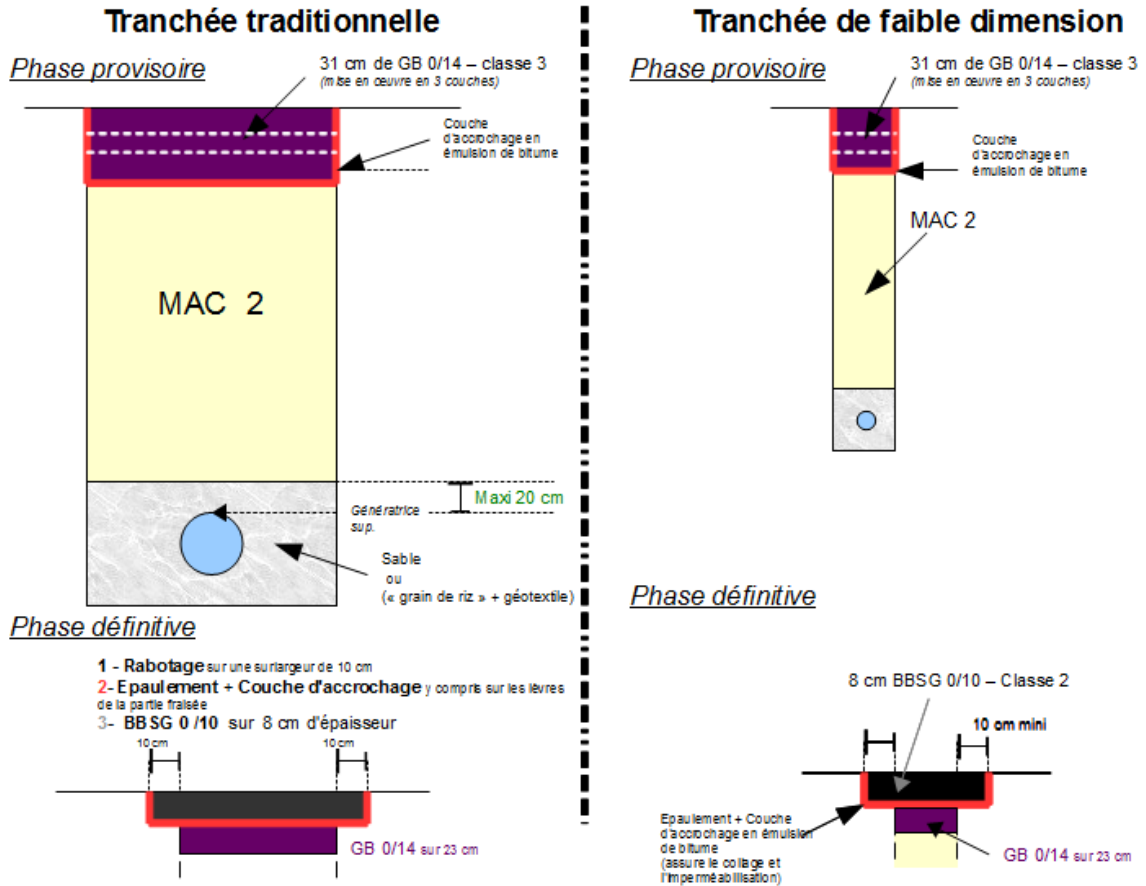 Tranchée traditionnelle
Phase provisoire
31 cm de GB 0/14 – classe 3
(mise en œuvre en 3 couches)
Couche
d'accrochage en
émulsion de bitume
MAC 2
Maxi 20 cm
Génératrice
sup.
Sable
ou
(« grain de riz » + géotextile)
Phase définitive
1 - Rabotage sur une surlargeur de 10 cm
2- Epaulement + Couche d'accrochage y compris sur les lèvres
de la partie fraisée
3- BBSG 0 /10 sur 8 cm d'épaisseur
10 cm
10 cm
GB 0/14 sur 23 cm
Tranchée de faible dimension
Phase provisoire
31 cm de GB 0/14 – classe 3
(mise en œuvre en 3 couches)
Couche
d'accrochage en
émulsion de bitume
MAC 2
Phase définitive
8 cm BBSG 0/10 – Classe 2
10 cm mini
Epaulement + Couche
d'accrochage en émulsion
de bitume
(assure le collage et
l'imperméabilisation)
GB 0/14 sur 23 cm